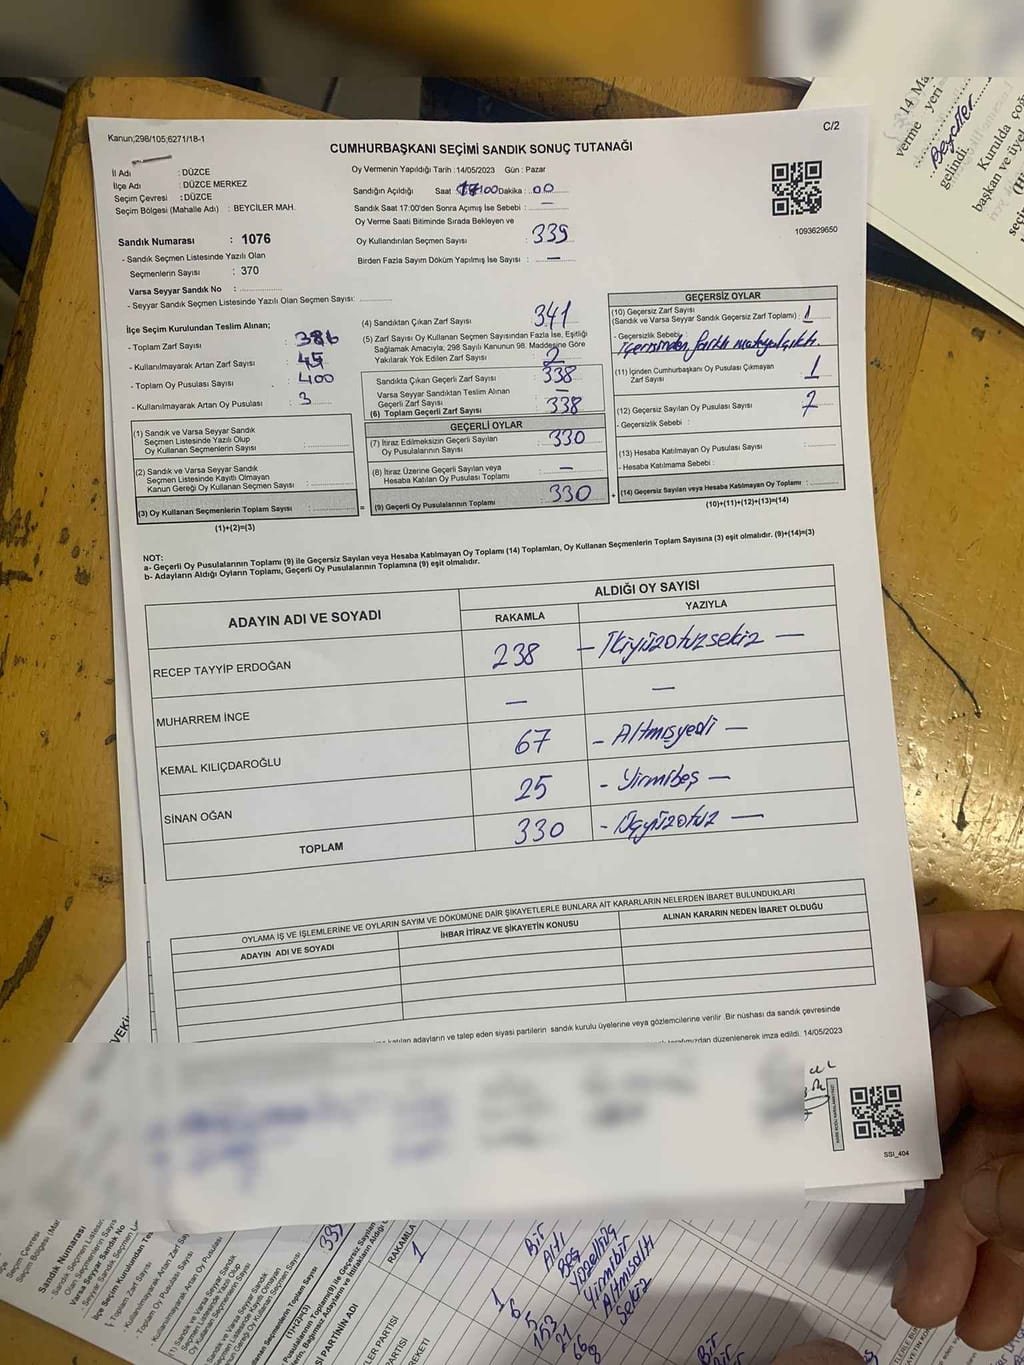 Kanun;298/105;6271/18-1
C/2
CUMHURBAŞKANI SEÇİMİ SANDIK SONUÇ TUTANAĞI
İl Adı : DÜZCE
İlçe Adı : DÜZCE MERKEZ
Seçim Çevresi : DÜZCE
Seçim Bölgesi (Mahalle Adı) : BEYCİLER MAH.
Sandık Numarası : 1076
- Sandık Seçmen Listesinde Yazılı Olan
Seçmenlerin Sayısı : 370
Varsa Seyyar Sandık No :
- Seyyar Sandık Seçmen Listesinde Yazılı Olan Seçmen Sayısı:
Oy Vermenin Yapıldığı Tarih : 14/05/2023 Gün : Pazar
Sandığın Açıldığı Saat 17:00 Dakika : 00
Sandık Saat 17:00'den Sonra Açımış İse Sebebi : —
Oy Verme Saati Bitiminde Sırada Bekleyen ve
Oy Kullandırılan Seçmen Sayısı : 339
Birden Fazla Sayım Döküm Yapılmış İse Sayısı : —
1093629650
İlçe Seçim Kurulundan Teslim Alınan;
- Toplam Zarf Sayısı : 386
- Kullanılmayarak Artan Zarf Sayısı : 45
- Toplam Oy Pusulası Sayısı : 400
- Kullanılmayarak Artan Oy Pusulası : 3
(1) Sandık ve Varsa Seyyar Sandık
Seçmen Listesinde Yazılı Olup
Oy Kullanan Seçmenlerin Sayısı :
(2) Sandık ve Varsa Seyyar Sandık
Seçmen Listesinde Kayıtlı Olmayan
Kanun Gereği Oy Kullanan Seçmen Sayısı :
(3) Oy Kullanan Seçmenlerin Toplam Sayısı :
(1)+(2)=(3)
(4) Sandıktan Çıkan Zarf Sayısı : 341
(5) Zarf Sayısı Oy Kullanan Seçmen Sayısından Fazla İse, Eşitliği
Sağlamak Amacıyla; 298 Sayılı Kanunun 98. Maddesine Göre
Yakılarak Yok Edilen Zarf Sayısı : 2
Sandıkta Çıkan Geçerli Zarf Sayısı : 338
Varsa Seyyar Sandıktan Teslim Alınan
Geçerli Zarf Sayısı : —
(6) Toplam Geçerli Zarf Sayısı : 338
GEÇERLİ OYLAR
(7) İtiraz Edilmeksizin Geçerli Sayılan
Oy Pusulalarının Sayısı : 330
(8) İtiraz Üzerine Geçerli Sayılan veya
Hesaba Katılan Oy Pusulası Toplamı : —
(9) Geçerli Oy Pusulalarının Toplamı : 330
GEÇERSİZ OYLAR
(10) Geçersiz Zarf Sayısı
(Sandık ve Varsa Seyyar Sandık Geçersiz Zarf Toplamı) : 1
- Geçersizlik Sebebi : İçerisinden farklı matryal çıktı.
(11) İçinden Cumhurbaşkanı Oy Pusulası Çıkmayan
Zarf Sayısı : 1
(12) Geçersiz Sayılan Oy Pusulası Sayısı : 7
- Geçersizlik Sebebi :
(13) Hesaba Katılmayan Oy Pusulası Sayısı :
- Hesaba Katılmama Sebebi :
(14) Geçersiz Sayılan veya Hesaba Katılmayan Oy Toplamı :
(10)+(11)+(12)+(13)=(14)
NOT:
a- Geçerli Oy Pusulalarının Toplamı (9) ile Geçersiz Sayılan veya Hesaba Katılmayan Oy Toplamı (14) Toplamları, Oy Kullanan Seçmenlerin Toplam Sayısına (3) eşit olmalıdır. (9)+(14)=(3)
b- Adayların Aldığı Oyların Toplamı, Geçerli Oy Pusulalarının Toplamına (9) eşit olmalıdır.
ADAYIN ADI VE SOYADI
ALDIĞI OY SAYISI
RAKAMLA YAZIYLA
RECEP TAYYİP ERDOĞAN 238 — İkiyüzotuzsekiz —
MUHARREM İNCE — —
KEMAL KILIÇDAROĞLU 67 - Altmışyedi —
SİNAN OĞAN 25 - Yirmibeş —
TOPLAM 330 - Üçyüzotuz —
OYLAMA İŞ VE İŞLEMLERİNE VE OYLARIN SAYIM VE DÖKÜMÜNE DAİR ŞİKAYETLERLE BUNLARA AİT KARARLARIN NELERDEN İBARET BULUNDUKLARI
ADAYIN ADI VE SOYADI İHBAR İTİRAZ VE ŞİKAYETİN KONUSU ALINAN KARARIN NEDEN İBARET OLDUĞU
katılan adayların ve talep eden siyasi partilerin sandık kurulu üyelerine veya gözlemcilerine verilir .Bir nüshası da sandık çevresinde
tarafımızdan düzenlenerek imza edildi. 14/05/2023
SSI_404
14 Ma
verme yeri
Beyciler
gelindi.
Kurulda
başkan ve üye
Seçim Çevresi
Seçim Bölgesi (Mah
Sandık Numarası
- Sandık Seçmen Listesi
Varsa Seyyar Sandık No
RAKAMLA
339
1
1 Bir
6 Altı
5 Beş
153 Yüzelliüç
21 Yirmibir
66 Altmışaltı
8 Sekiz
Bir